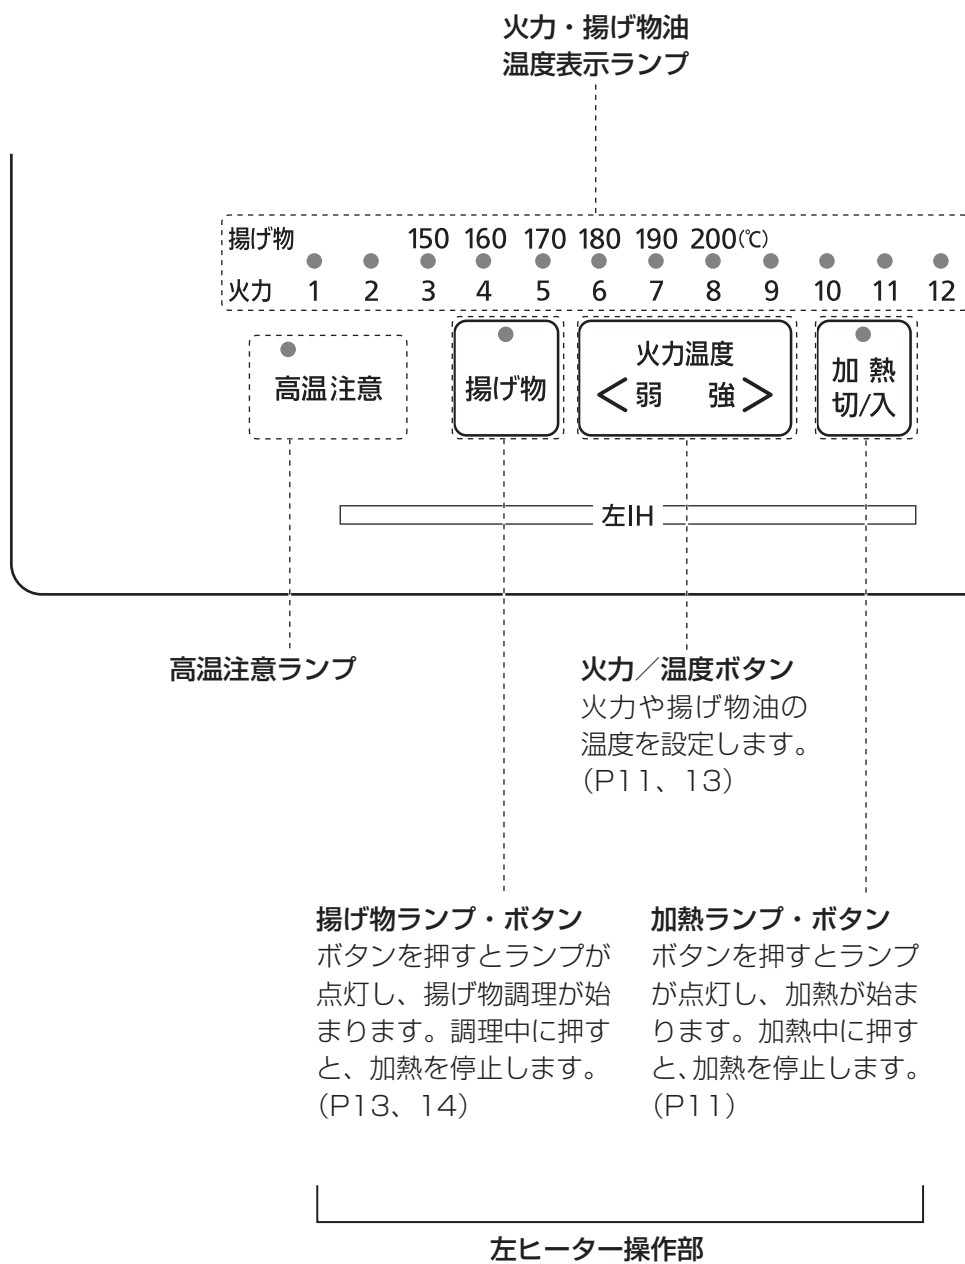 火力・揚げ物油
温度表示ランプ
揚げ物 150 160 170 180 190 200(℃)
火力 1 2 3 4 5 6 7 8 9 10 11 12
高温注意
揚げ物
火力温度
＜弱 強＞
加熱
切/入
左IH
高温注意ランプ
火力／温度ボタン
火力や揚げ物油の
温度を設定します。
（P11、13）
揚げ物ランプ・ボタン
ボタンを押すとランプが
点灯し、揚げ物調理が始
まります。調理中に押す
と、加熱を停止します。
（P13、14）
加熱ランプ・ボタン
ボタンを押すとランプ
が点灯し、加熱が始ま
ります。加熱中に押す
と、加熱を停止します。
（P11）
左ヒーター操作部